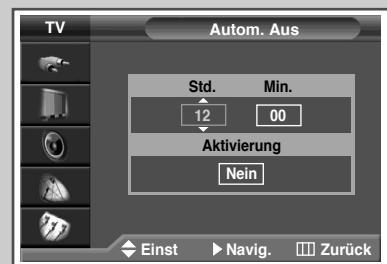 TV
Autom. Aus
Std. Min.
12 00
Aktivierung
Nein
Einst Navig. Zurück